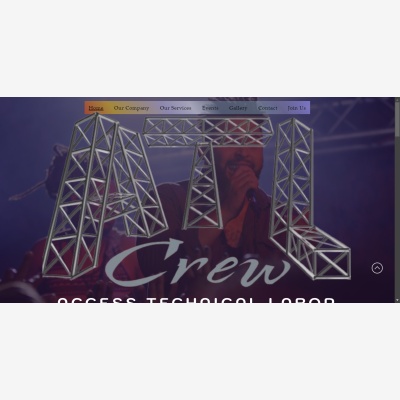 Home Our Company Our Services Events Gallery Contact Join Us
ATL
Crew
ACCESS TECHNICAL LABOR